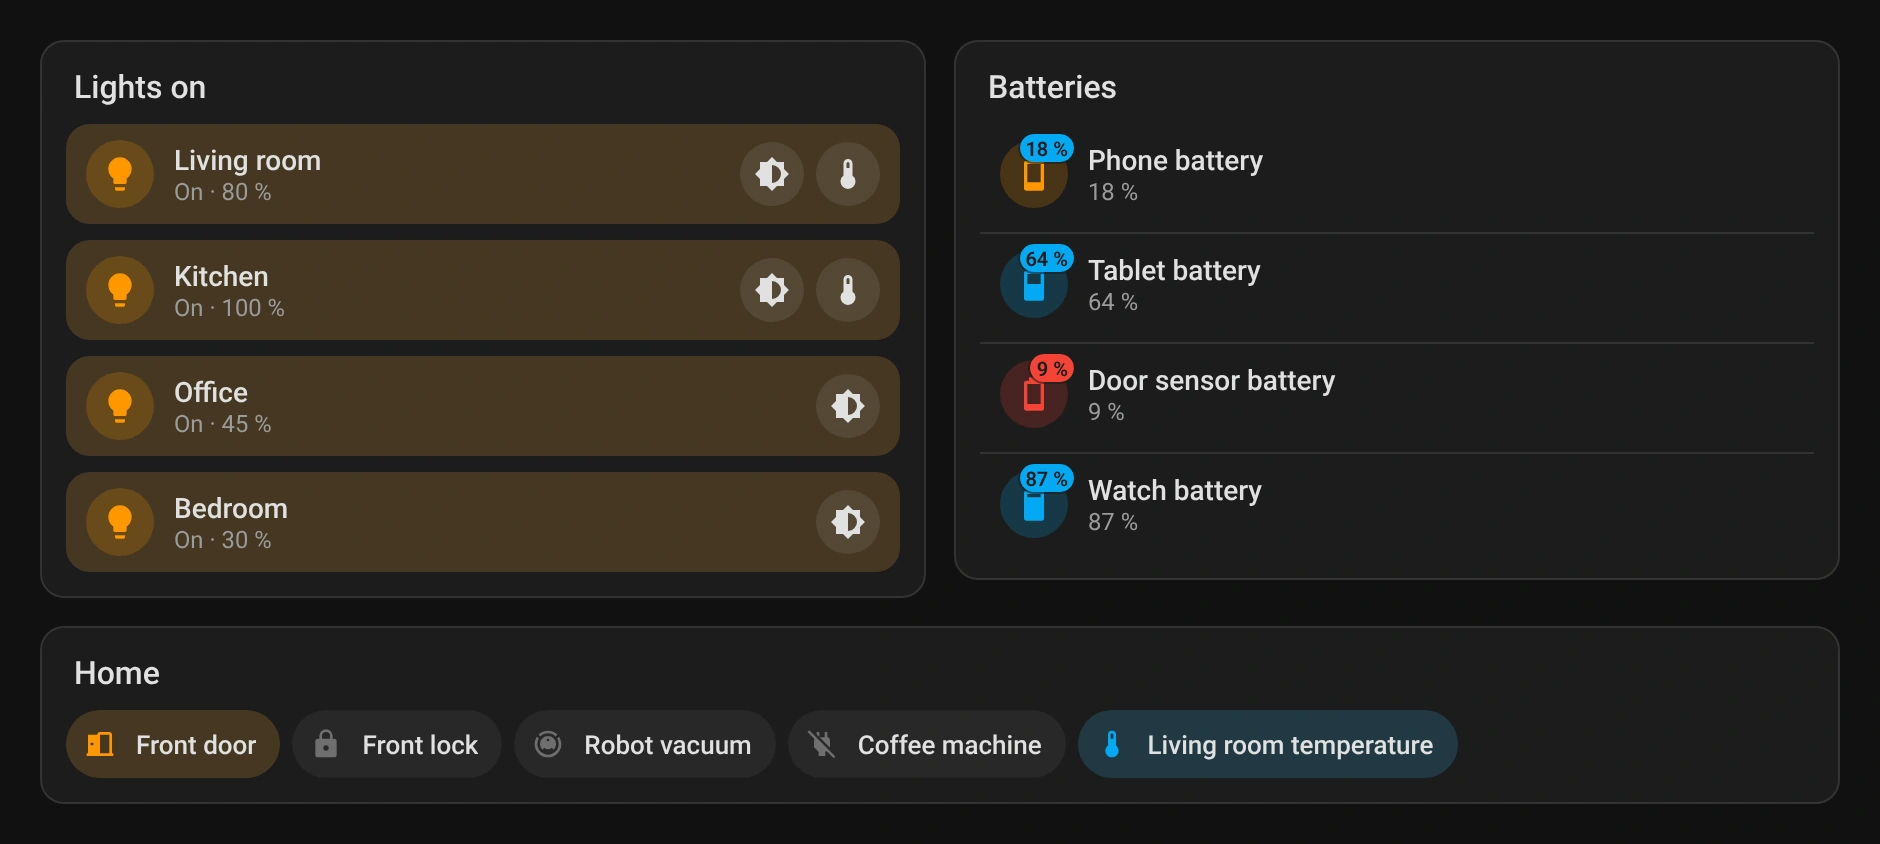 Lights on
Living room
On · 80 %
Kitchen
On · 100 %
Office
On · 45 %
Bedroom
On · 30 %
Batteries
18 %
Phone battery
18 %
64 %
Tablet battery
64 %
9 %
Door sensor battery
9 %
87 %
Watch battery
87 %
Home
Front door
Front lock
Robot vacuum
Coffee machine
Living room temperature